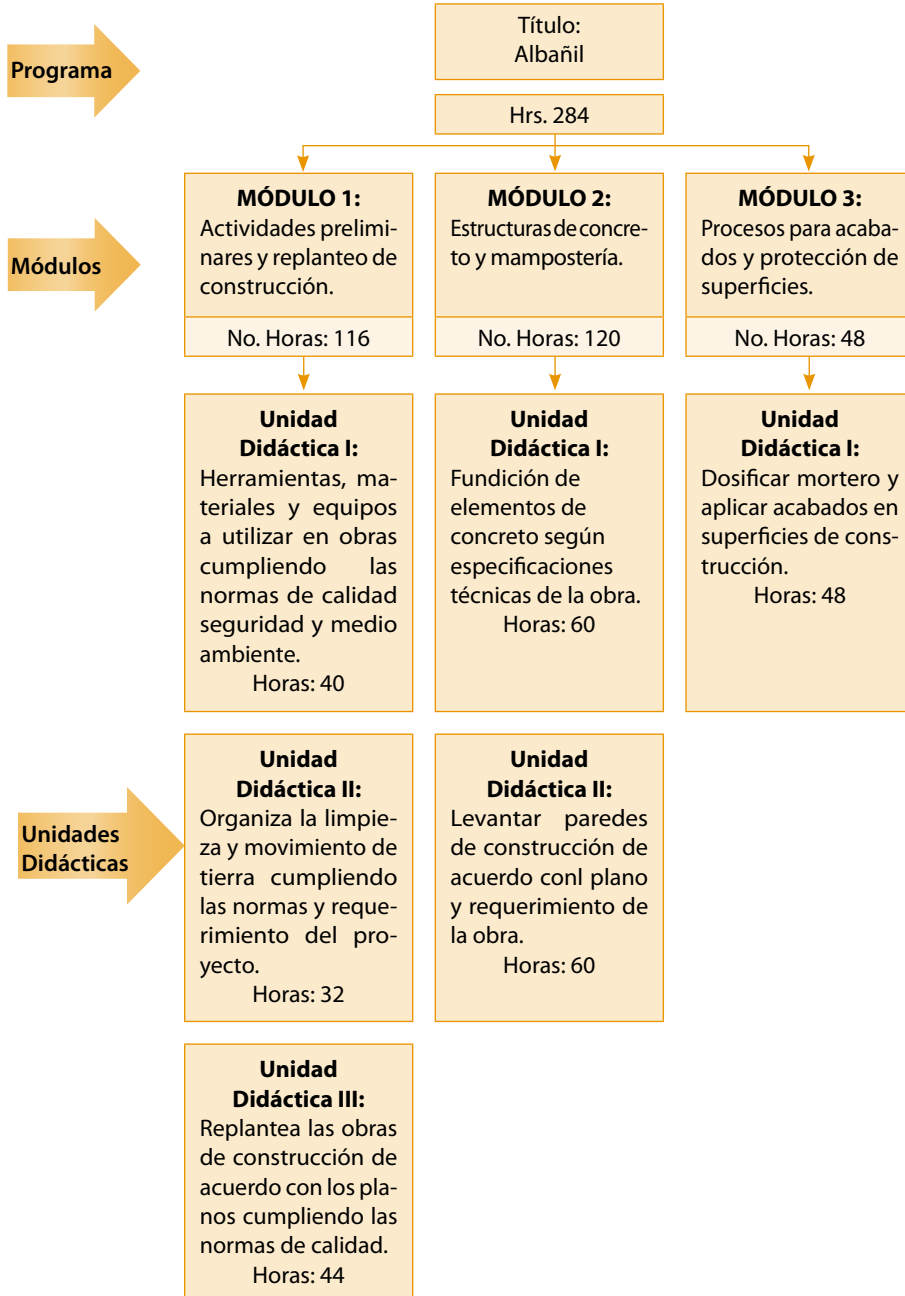 Programa
Título:
Albañil
Hrs. 284
Módulos
MÓDULO 1:
Actividades prelimi-
nares y replanteo de
construcción.
No. Horas: 116
MÓDULO 2:
Estructuras de concre-
to y mampostería.
No. Horas: 120
MÓDULO 3:
Procesos para acaba-
dos y protección de
superficies.
No. Horas: 48
Unidades
Didácticas
Unidad
Didáctica I:
Herramientas, ma-
teriales y equipos
a utilizar en obras
cumpliendo las
normas de calidad
seguridad y medio
ambiente.
Horas: 40
Unidad
Didáctica I:
Fundición de
elementos de
concreto según
especificaciones
técnicas de la obra.
Horas: 60
Unidad
Didáctica I:
Dosificar mortero y
aplicar acabados en
superficies de cons-
trucción.
Horas: 48
Unidad
Didáctica II:
Organiza la limpie-
za y movimiento de
tierra cumpliendo
las normas y reque-
rimiento del pro-
yecto.
Horas: 32
Unidad
Didáctica II:
Levantar paredes
de construcción de
acuerdo conl plano
y requerimiento de
la obra.
Horas: 60
Unidad
Didáctica III:
Replantea las obras
de construcción de
acuerdo con los pla-
nos cumpliendo las
normas de calidad.
Horas: 44